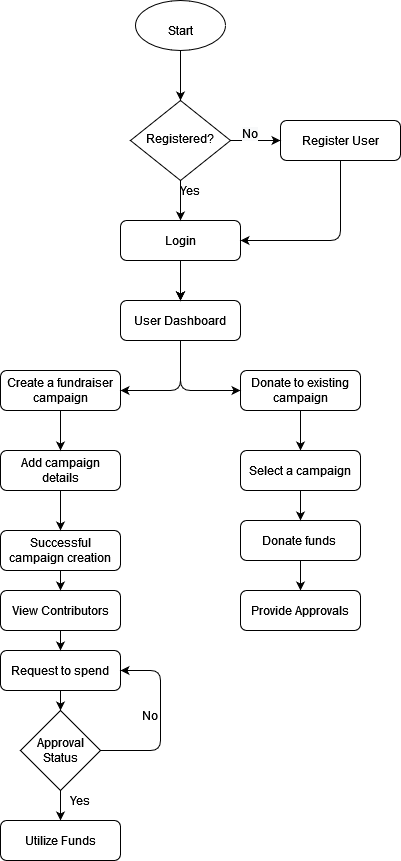 Start
Registered?
No
Register User
Yes
Login
User Dashboard
Create a fundraiser
campaign
Donate to existing
campaign
Add campaign
details
Select a campaign
Successful
campaign creation
Donate funds
View Contributors
Provide Approvals
Request to spend
No
Approval
Status
Yes
Utilize Funds